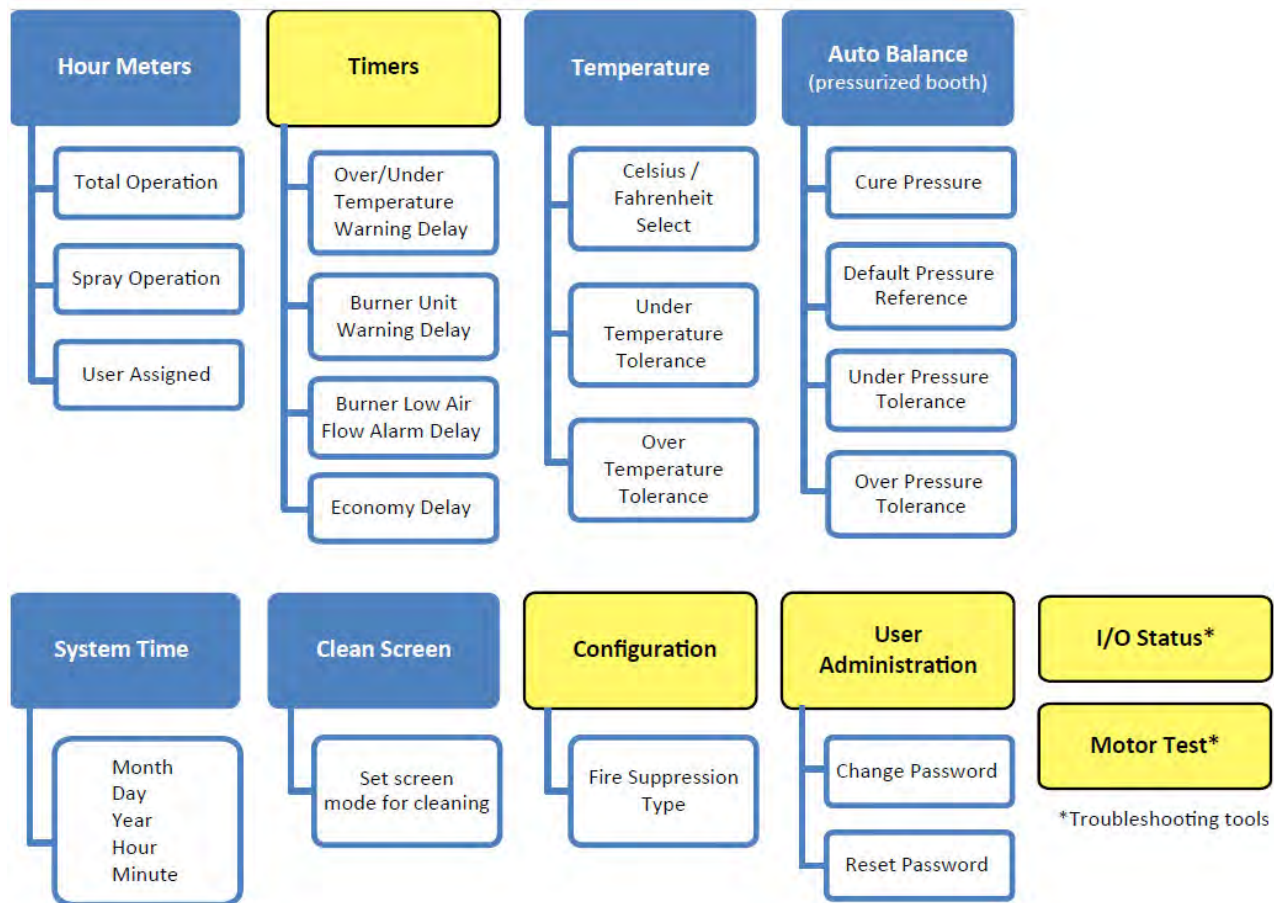 Hour Meters
Total Operation
Spray Operation
User Assigned
Timers
Over/Under
Temperature
Warning Delay
Burner Unit
Warning Delay
Burner Low Air
Flow Alarm Delay
Economy Delay
Temperature
Celsius /
Fahrenheit
Select
Under
Temperature
Tolerance
Over
Temperature
Tolerance
Auto Balance
(pressurized booth)
Cure Pressure
Default Pressure
Reference
Under Pressure
Tolerance
Over Pressure
Tolerance
System Time
Month
Day
Year
Hour
Minute
Clean Screen
Set screen
mode for cleaning
Configuration
Fire Suppression
Type
User
Administration
Change Password
Reset Password
I/O Status*
Motor Test*
*Troubleshooting tools